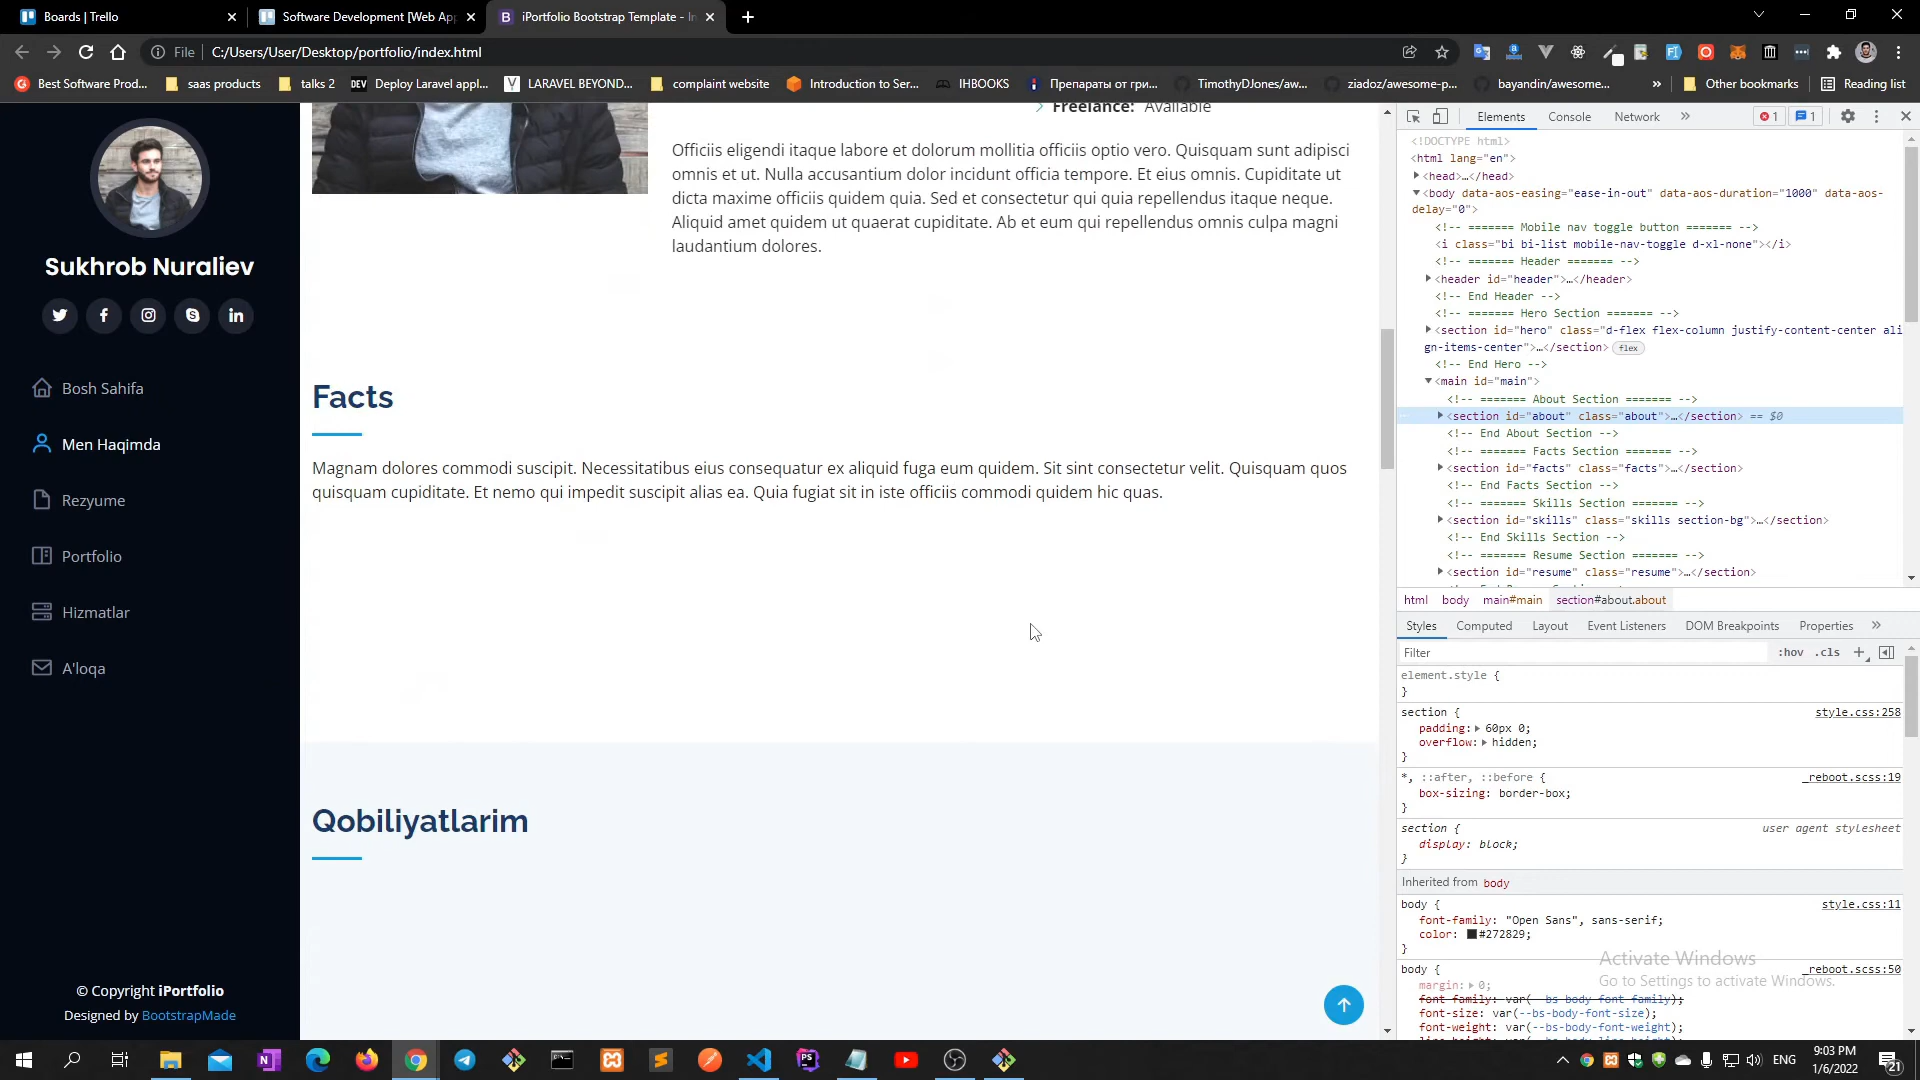 Boards | Trello
Software Development [Web App
iPortfolio Bootstrap Template - In
File
C:/Users/User/Desktop/portfolio/index.html
Best Software Prod...
saas products
talks 2
Deploy Laravel appl...
LARAVEL BEYOND...
complaint website
Introduction to Ser...
IHBOOKS
Препараты от гри...
TimothyDJones/aw...
ziadoz/awesome-p...
bayandin/awesome...
»
Other bookmarks
Reading list
Sukhrob Nuraliev
Bosh Sahifa
Men Haqimda
Rezyume
Portfolio
Hizmatlar
A'loqa
© Copyright iPortfolio
Designed by BootstrapMade
Freelance: Available
Officiis eligendi itaque labore et dolorum mollitia officiis optio vero. Quisquam sunt adipisci
omnis et ut. Nulla accusantium dolor incidunt officia tempore. Et eius omnis. Cupiditate ut
dicta maxime officiis quidem quia. Sed et consectetur qui quia repellendus itaque neque.
Aliquid amet quidem ut quaerat cupiditate. Ab et eum qui repellendus omnis culpa magni
laudantium dolores.
Facts
Magnam dolores commodi suscipit. Necessitatibus eius consequatur ex aliquid fuga eum quidem. Sit sint consectetur velit. Quisquam quos
quisquam cupiditate. Et nemo qui impedit suscipit alias ea. Quia fugiat sit in iste officiis commodi quidem hic quas.
Qobiliyatlarim
Elements
Console
Network
»
1
1
<!DOCTYPE html>
<html lang="en">
<head>…</head>
<body data-aos-easing="ease-in-out" data-aos-duration="1000" data-aos-
delay="0">
<!-- ======= Mobile nav toggle button ======= -->
<i class="bi bi-list mobile-nav-toggle d-xl-none"></i>
<!-- ======= Header ======= -->
<header id="header">…</header>
<!-- End Header -->
<!-- ======= Hero Section ======= -->
<section id="hero" class="d-flex flex-column justify-content-center ali
gn-items-center">…</section> flex
<!-- End Hero -->
<main id="main">
<!-- ======= About Section ======= -->
<section id="about" class="about">…</section> == $0
<!-- End About Section -->
<!-- ======= Facts Section ======= -->
<section id="facts" class="facts">…</section>
<!-- End Facts Section -->
<!-- ======= Skills Section ======= -->
<section id="skills" class="skills section-bg">…</section>
<!-- End Skills Section -->
<!-- ======= Resume Section ======= -->
<section id="resume" class="resume">…</section>
html body main#main section#about.about
Styles
Computed
Layout
Event Listeners
DOM Breakpoints
Properties
»
Filter
:hov .cls +
element.style {
}
section { style.css:258
padding: 60px 0;
overflow: hidden;
}
*, ::after, ::before { _reboot.scss:19
box-sizing: border-box;
}
section { user agent stylesheet
display: block;
}
Inherited from body
body { style.css:11
font-family: "Open Sans", sans-serif;
color: #272829;
}
body { _reboot.scss:50
margin: 0;
font-family: var(--bs-body-font-family);
font-size: var(--bs-body-font-size);
font-weight: var(--bs-body-font-weight);
Activate Windows
Go to Settings to activate Windows.
ENG
9:03 PM
1/6/2022
21